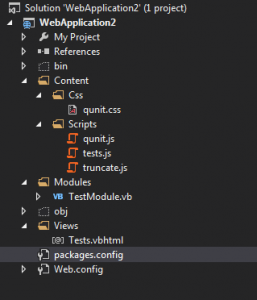 Solution 'WebApplication2' (1 project)
WebApplication2
My Project
References
bin
Content
Css
qunit.css
Scripts
qunit.js
tests.js
truncate.js
Modules
VB TestModule.vb
obj
Views
[@] Tests.vbhtml
packages.config
Web.config